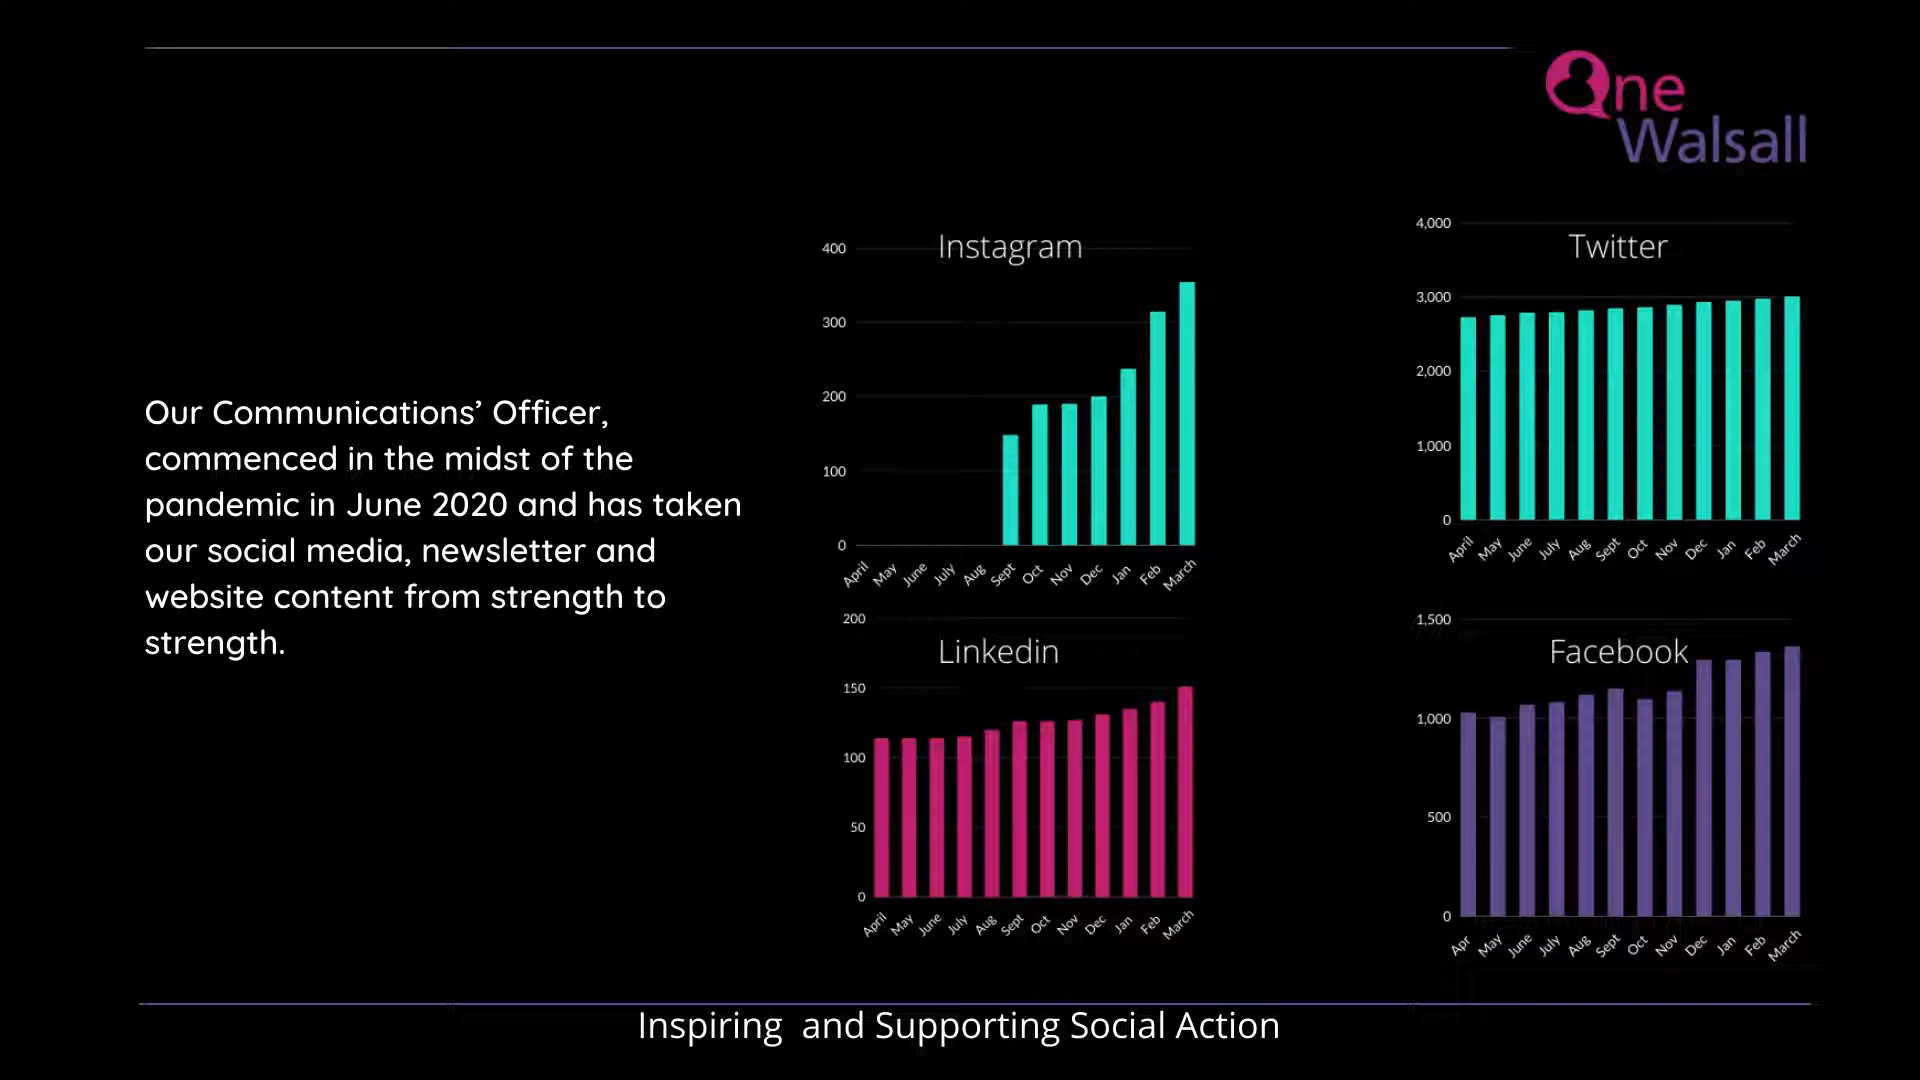 One
Walsall
Our Communications’ Officer,
commenced in the midst of the
pandemic in June 2020 and has taken
our social media, newsletter and
website content from strength to
strength.
Instagram
400
300
200
100
0
April May June July Aug Sept Oct Nov Dec Jan Feb March
Twitter
4,000
3,000
2,000
1,000
0
April May June July Aug Sept Oct Nov Dec Jan Feb March
Linkedin
200
150
100
50
0
April May June July Aug Sept Oct Nov Dec Jan Feb March
Facebook
1,500
1,000
500
0
Apr May June July Aug Sept Oct Nov Dec Jan Feb March
Inspiring  and Supporting Social Action